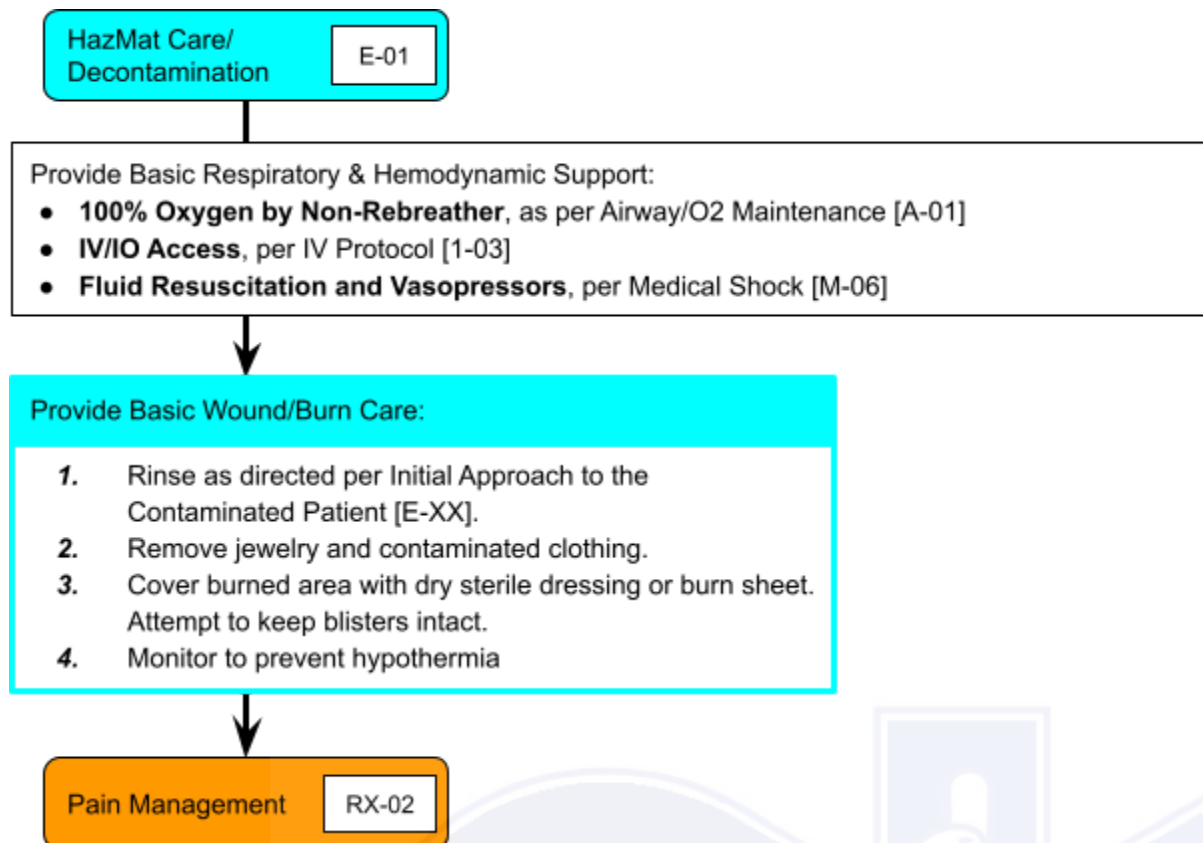 HazMat Care/
Decontamination
E-01
Provide Basic Respiratory & Hemodynamic Support:
● 100% Oxygen by Non-Rebreather, as per Airway/O2 Maintenance [A-01]
● IV/IO Access, per IV Protocol [1-03]
● Fluid Resuscitation and Vasopressors, per Medical Shock [M-06]
Provide Basic Wound/Burn Care:
1. Rinse as directed per Initial Approach to the
Contaminated Patient [E-XX].
2. Remove jewelry and contaminated clothing.
3. Cover burned area with dry sterile dressing or burn sheet.
Attempt to keep blisters intact.
4. Monitor to prevent hypothermia
Pain Management
RX-02